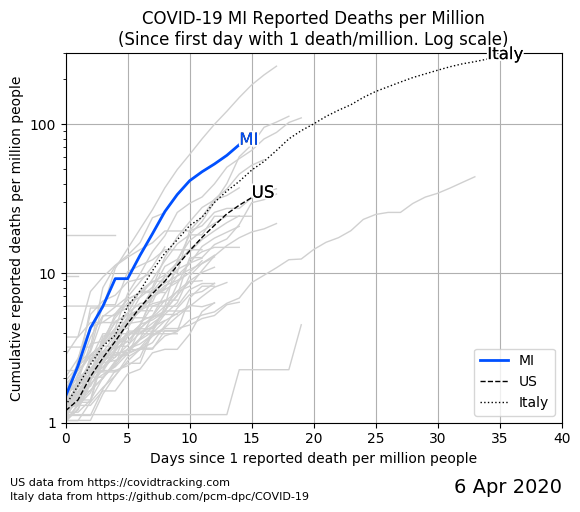 COVID-19 MI Reported Deaths per Million
(Since first day with 1 death/million. Log scale)
Italy
MI
US
100
10
1
0
5
10
15
20
25
30
35
40
Cumulative reported deaths per million people
Days since 1 reported death per million people
MI
US
Italy
US data from https://covidtracking.com
Italy data from https://github.com/pcm-dpc/COVID-19
6 Apr 2020